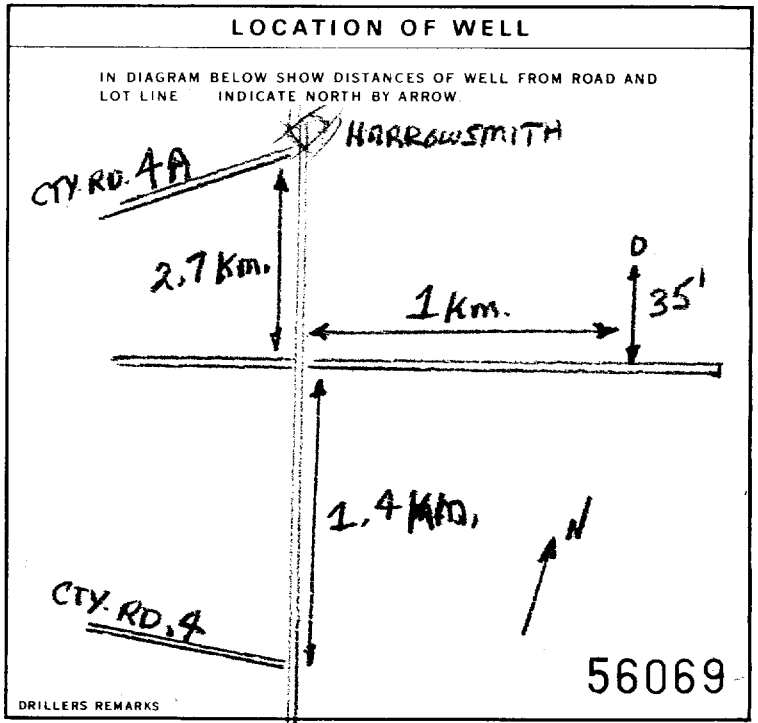 LOCATION OF WELL
IN DIAGRAM BELOW SHOW DISTANCES OF WELL FROM ROAD AND
LOT LINE INDICATE NORTH BY ARROW.
HARROWSMITH
CTY. RD. 4A
2.7 Km.
D
35'
1 Km.
1.4 KM.
N
CTY. RD. 4
56069
DRILLERS REMARKS